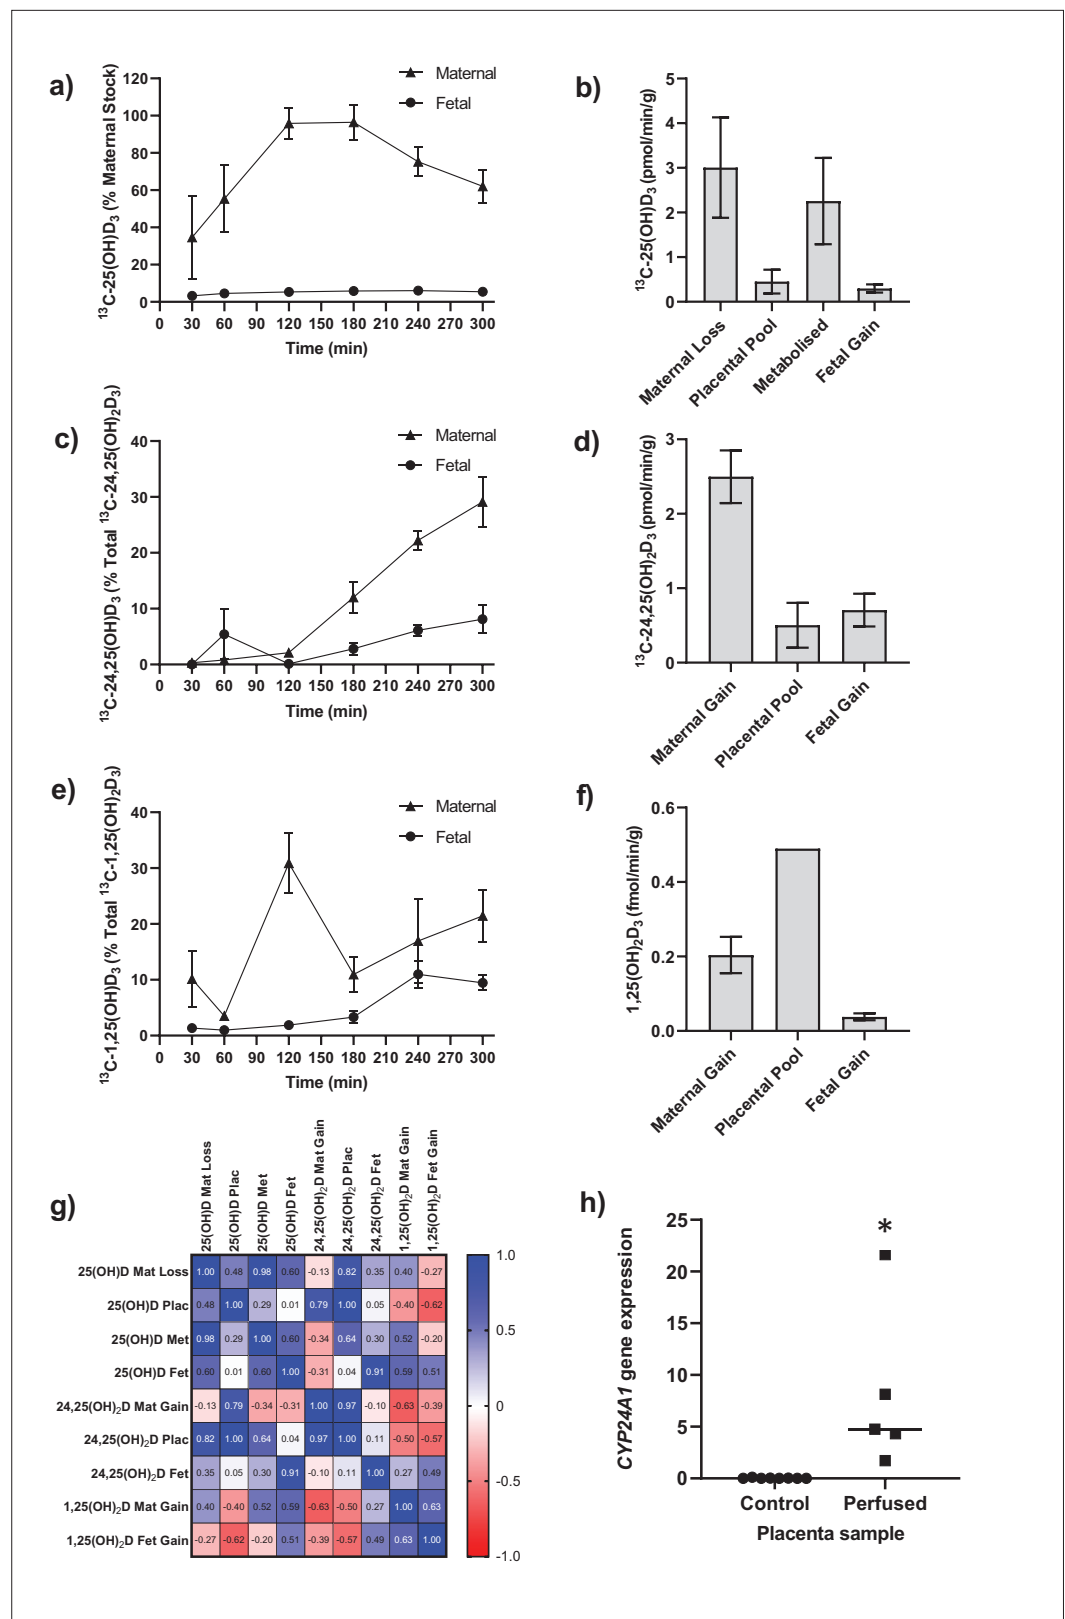 a)
¹³C-25(OH)D₃ (% Maternal Stock)
120
100
80
60
40
20
0
0 30 60 90 120 150 180 210 240 270 300
Time (min)
Maternal
Fetal
b)
¹³C-25(OH)D₃ (pmol/min/g)
5
4
3
2
1
0
Maternal Loss
Placental Pool
Metabolised
Fetal Gain
c)
¹³C-24,25(OH)D₃ (% Total ¹³C-24,25(OH)₂D₃)
40
30
20
10
0
0 30 60 90 120 150 180 210 240 270 300
Time (min)
Maternal
Fetal
d)
¹³C-24,25(OH)₂D₃ (pmol/min/g)
3
2
1
0
Maternal Gain
Placental Pool
Fetal Gain
e)
¹³C-1,25(OH)D₃ (% Total ¹³C-1,25(OH)₂D₃)
40
30
20
10
0
0 30 60 90 120 150 180 210 240 270 300
Time (min)
Maternal
Fetal
f)
1,25(OH)₂D₃ (fmol/min/g)
0.6
0.4
0.2
0.0
Maternal Gain
Placental Pool
Fetal Gain
g)
25(OH)D Mat Loss
25(OH)D Plac
25(OH)D Met
25(OH)D Fet
24,25(OH)₂D Mat Gain
24,25(OH)₂D Plac
24,25(OH)₂D Fet
1,25(OH)₂D Mat Gain
1,25(OH)₂D Fet Gain
25(OH)D Mat Loss 1.00 0.48 0.98 0.60 -0.13 0.82 0.35 0.40 -0.27
25(OH)D Plac 0.48 1.00 0.29 0.01 0.79 1.00 0.05 -0.40 -0.62
25(OH)D Met 0.98 0.29 1.00 0.60 -0.34 0.64 0.30 0.52 -0.20
25(OH)D Fet 0.60 0.01 0.60 1.00 -0.31 0.04 0.91 0.59 0.51
24,25(OH)₂D Mat Gain -0.13 0.79 -0.34 -0.31 1.00 0.97 -0.10 -0.63 -0.39
24,25(OH)₂D Plac 0.82 1.00 0.64 0.04 0.97 1.00 0.11 -0.50 -0.57
24,25(OH)₂D Fet 0.35 0.05 0.30 0.91 -0.10 0.11 1.00 0.27 0.49
1,25(OH)₂D Mat Gain 0.40 -0.40 0.52 0.59 -0.63 -0.50 0.27 1.00 0.63
1,25(OH)₂D Fet Gain -0.27 -0.62 -0.20 0.51 -0.39 -0.57 0.49 0.63 1.00
1.0
0.5
0
-0.5
-1.0
h)
CYP24A1 gene expression
25
20
15
10
5
0
*
Control Perfused
Placenta sample